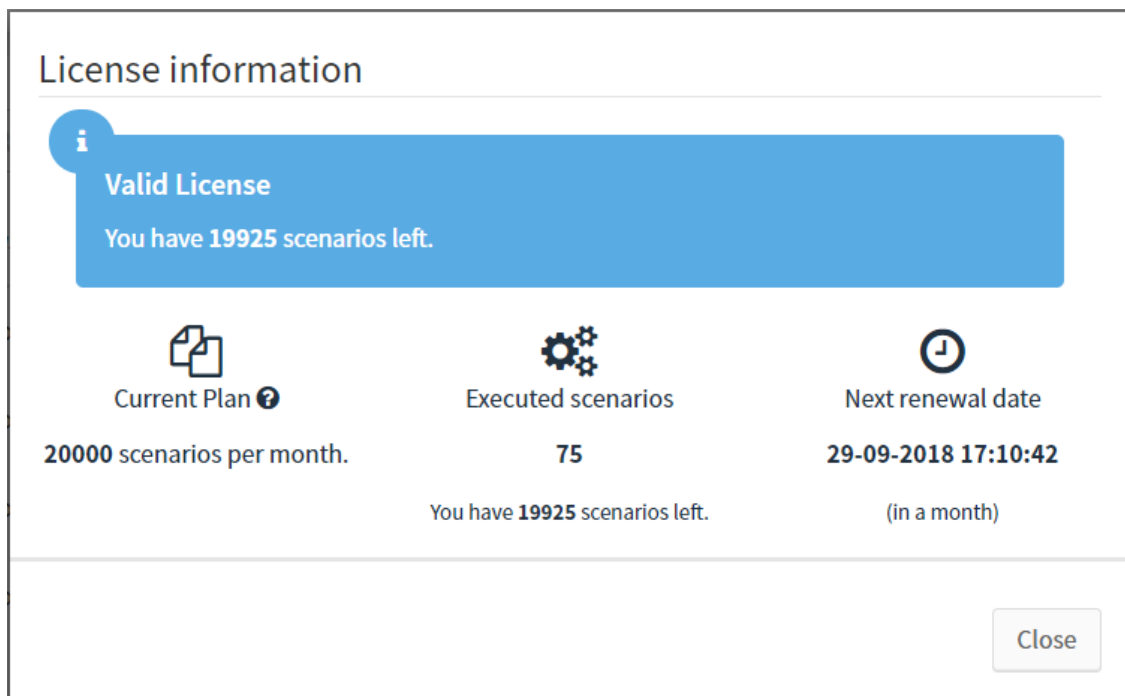 License information
Valid License
You have 19925 scenarios left.
Current Plan
Executed scenarios
Next renewal date
20000 scenarios per month.
75
29-09-2018 17:10:42
You have 19925 scenarios left.
(in a month)
Close